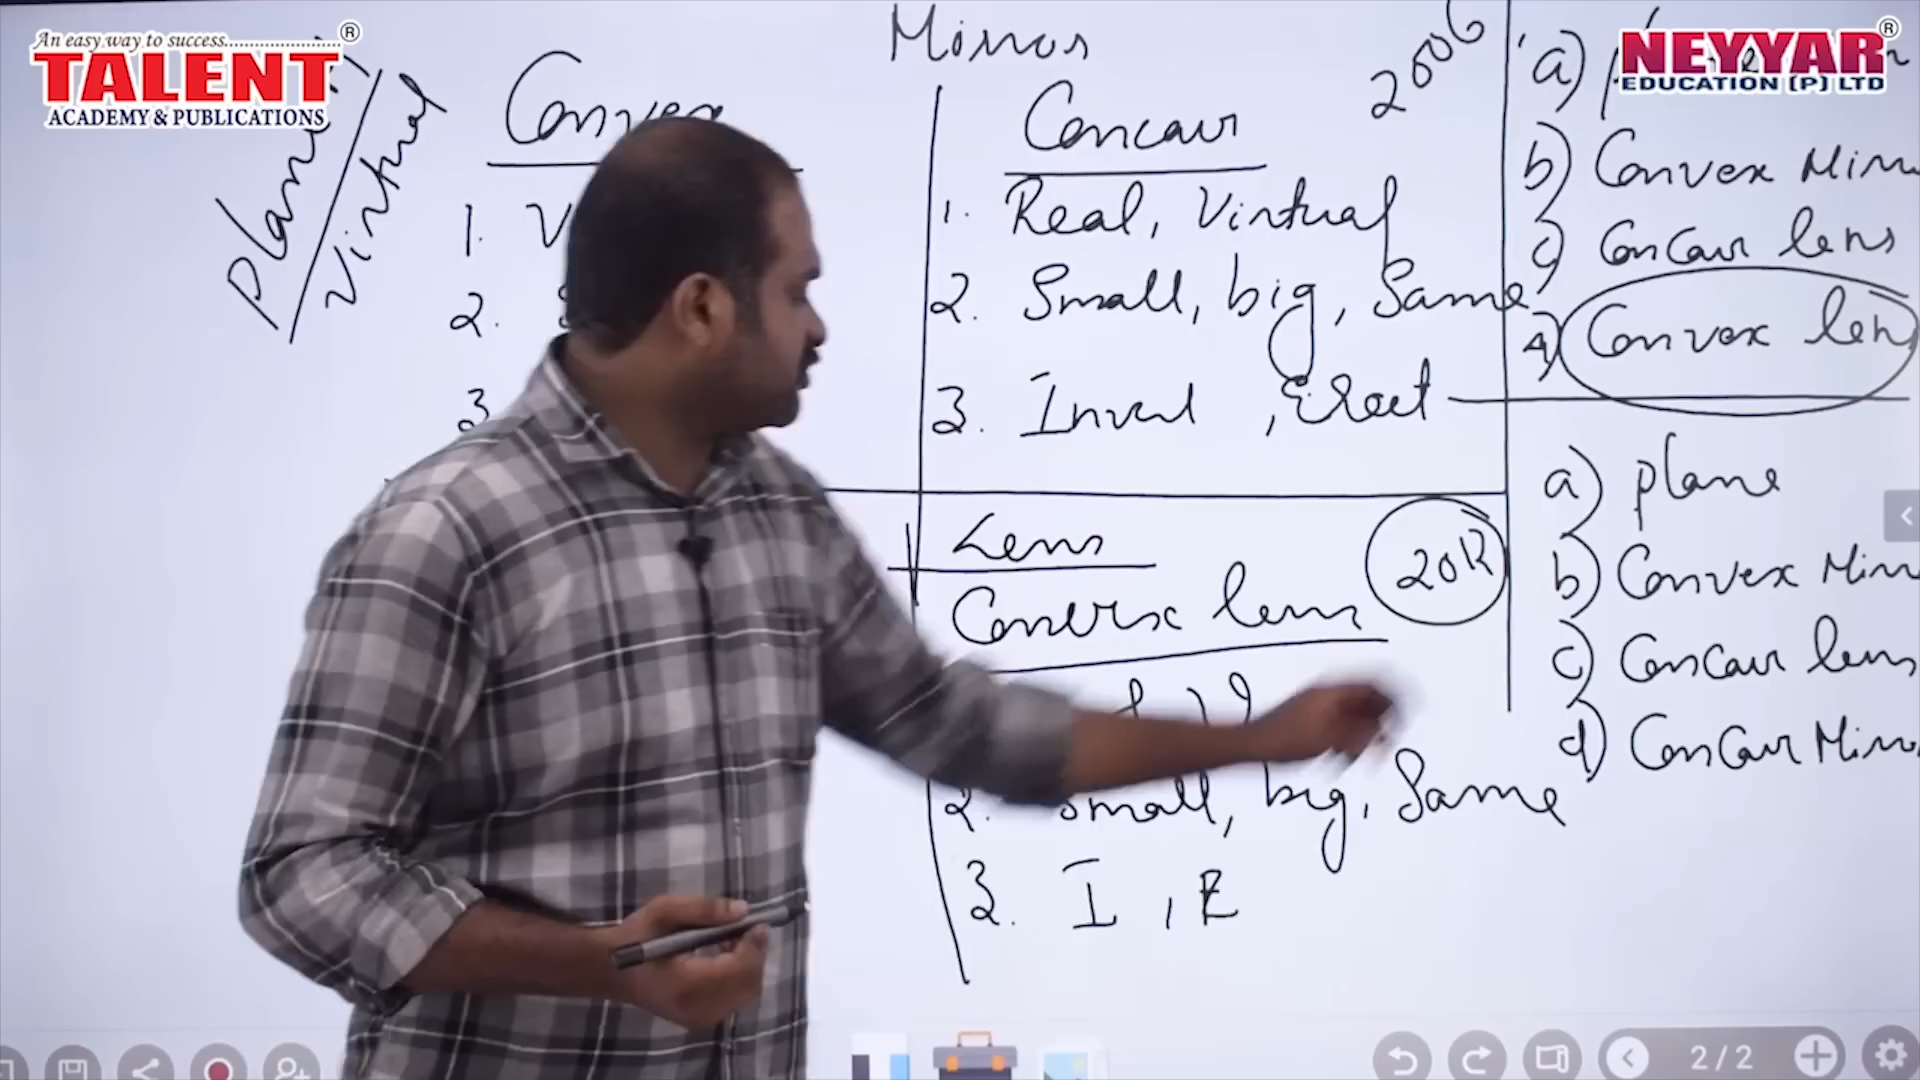 An easy way to success
TALENT
ACADEMY & PUBLICATIONS
NEYYAR
EDUCATION (P) LTD
Mirror
2006
Plane
Virtual
Convex
1. V
2. S
3
Concave
1. Real, Virtual
2. Small, big, Same
3. Invert, Erect
a) p
b) Convex Mirr
c) Concave lens
4) Convex lens
Lens
2012
Convex lens
2. Small, big, Same
3. I, E
a) plane
b) Convex Mirr
c) Concave lens
d) Concave Mirro
2/2